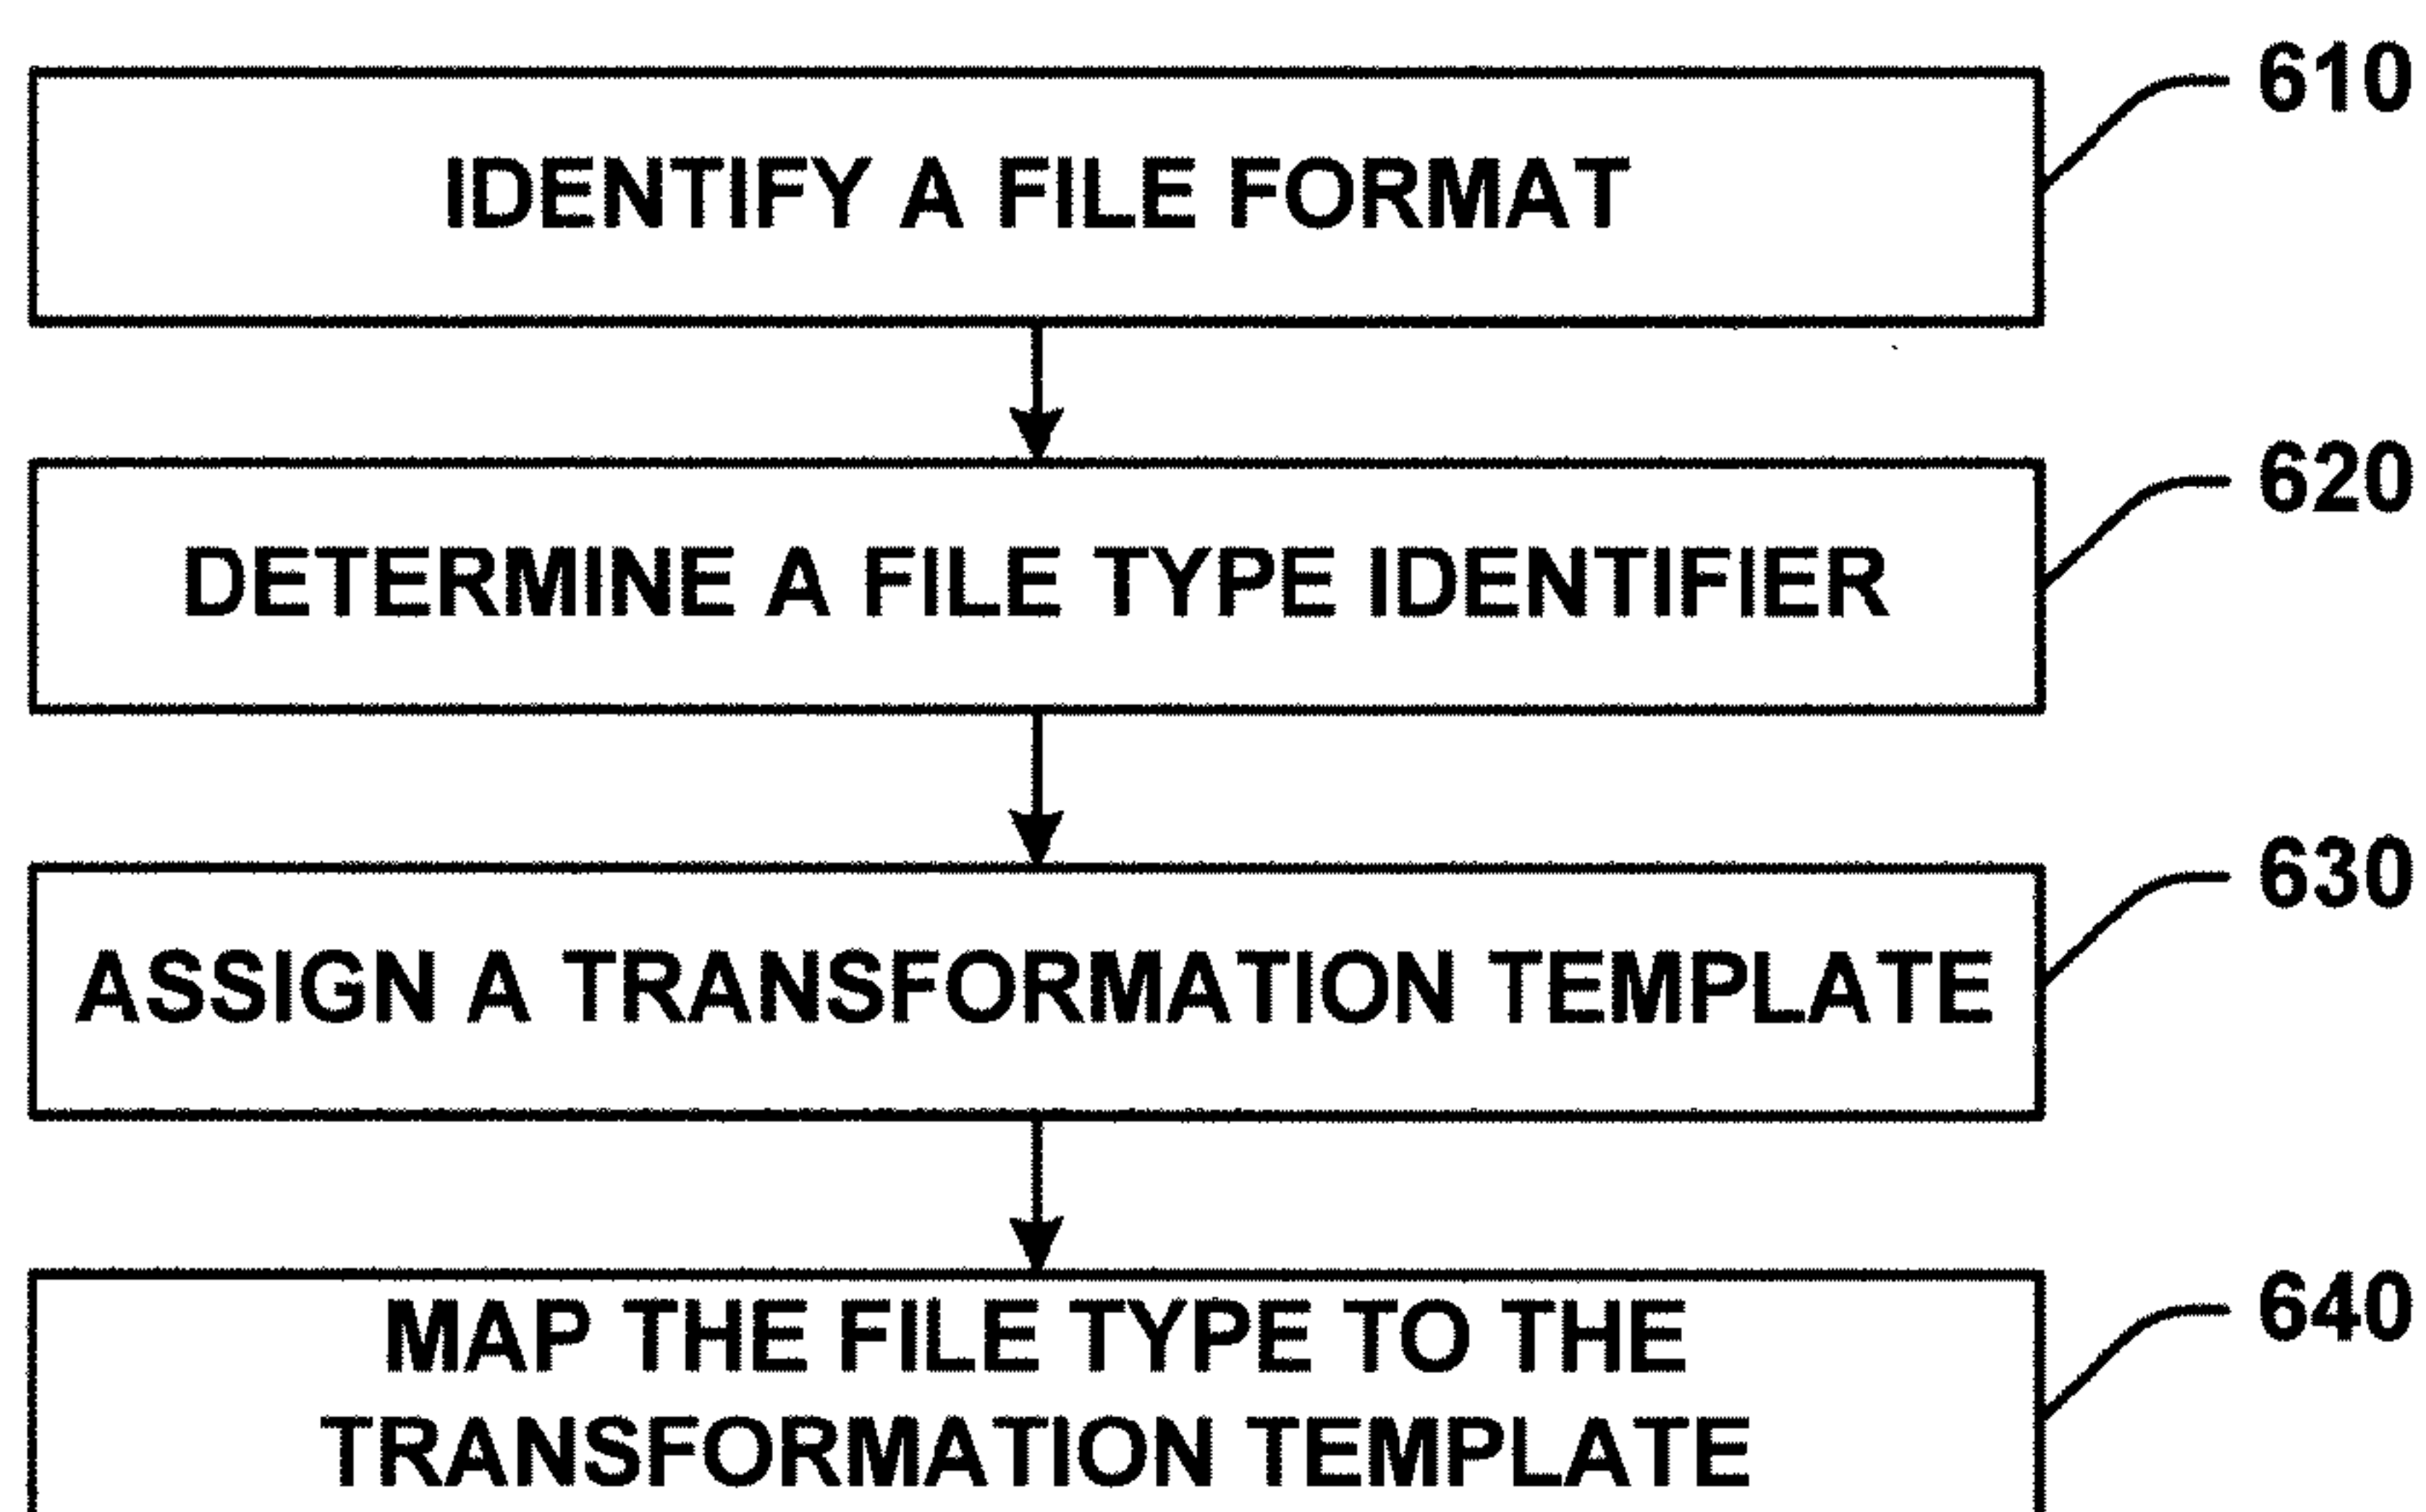 610
IDENTIFY A FILE FORMAT
620
DETERMINE A FILE TYPE IDENTIFIER
630
ASSIGN A TRANSFORMATION TEMPLATE
640
MAP THE FILE TYPE TO THE
TRANSFORMATION TEMPLATE